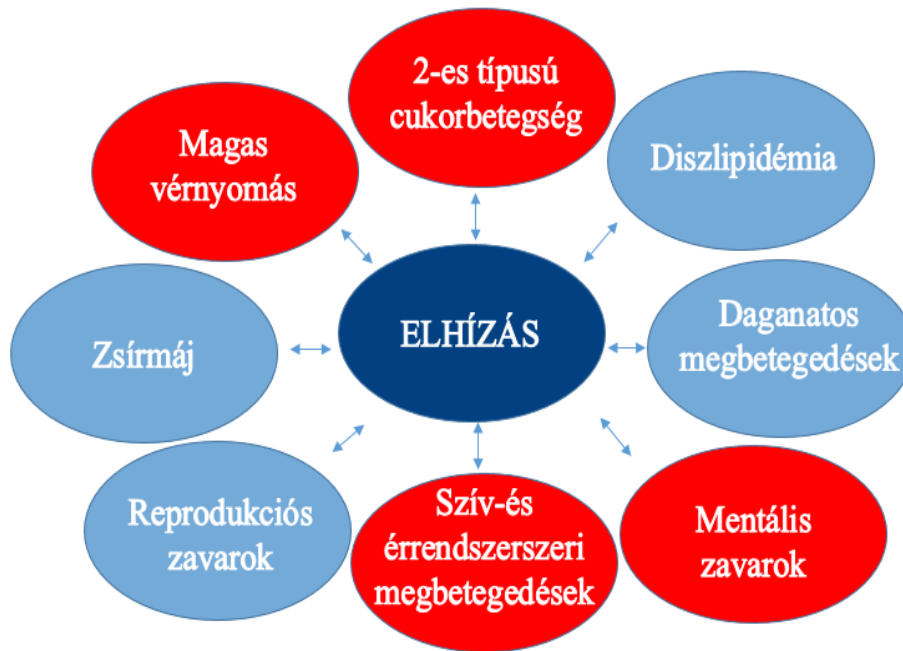 2-es típusú
cukorbetegség
Magas
vérnyomás
Diszlipidémia
ELHÍZÁS
Zsírmáj
Daganatos
megbetegedések
Reprodukciós
zavarok
Szív-és
érrendszerszeri
megbetegedések
Mentális
zavarok